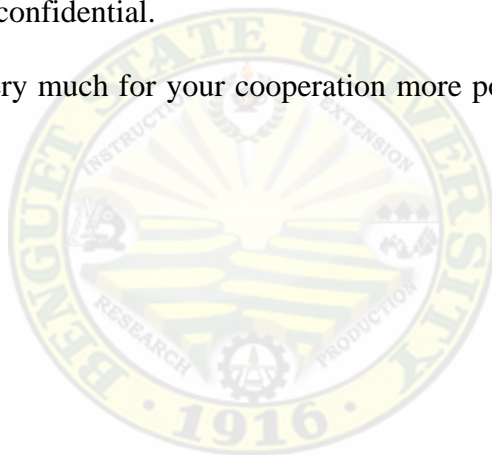 confidential.
ry much for your cooperation more po
BENGUET STATE UNIVERSITY
INSTRUCTION
EXTENSION
RESEARCH
PRODUCTION
· 1916 ·